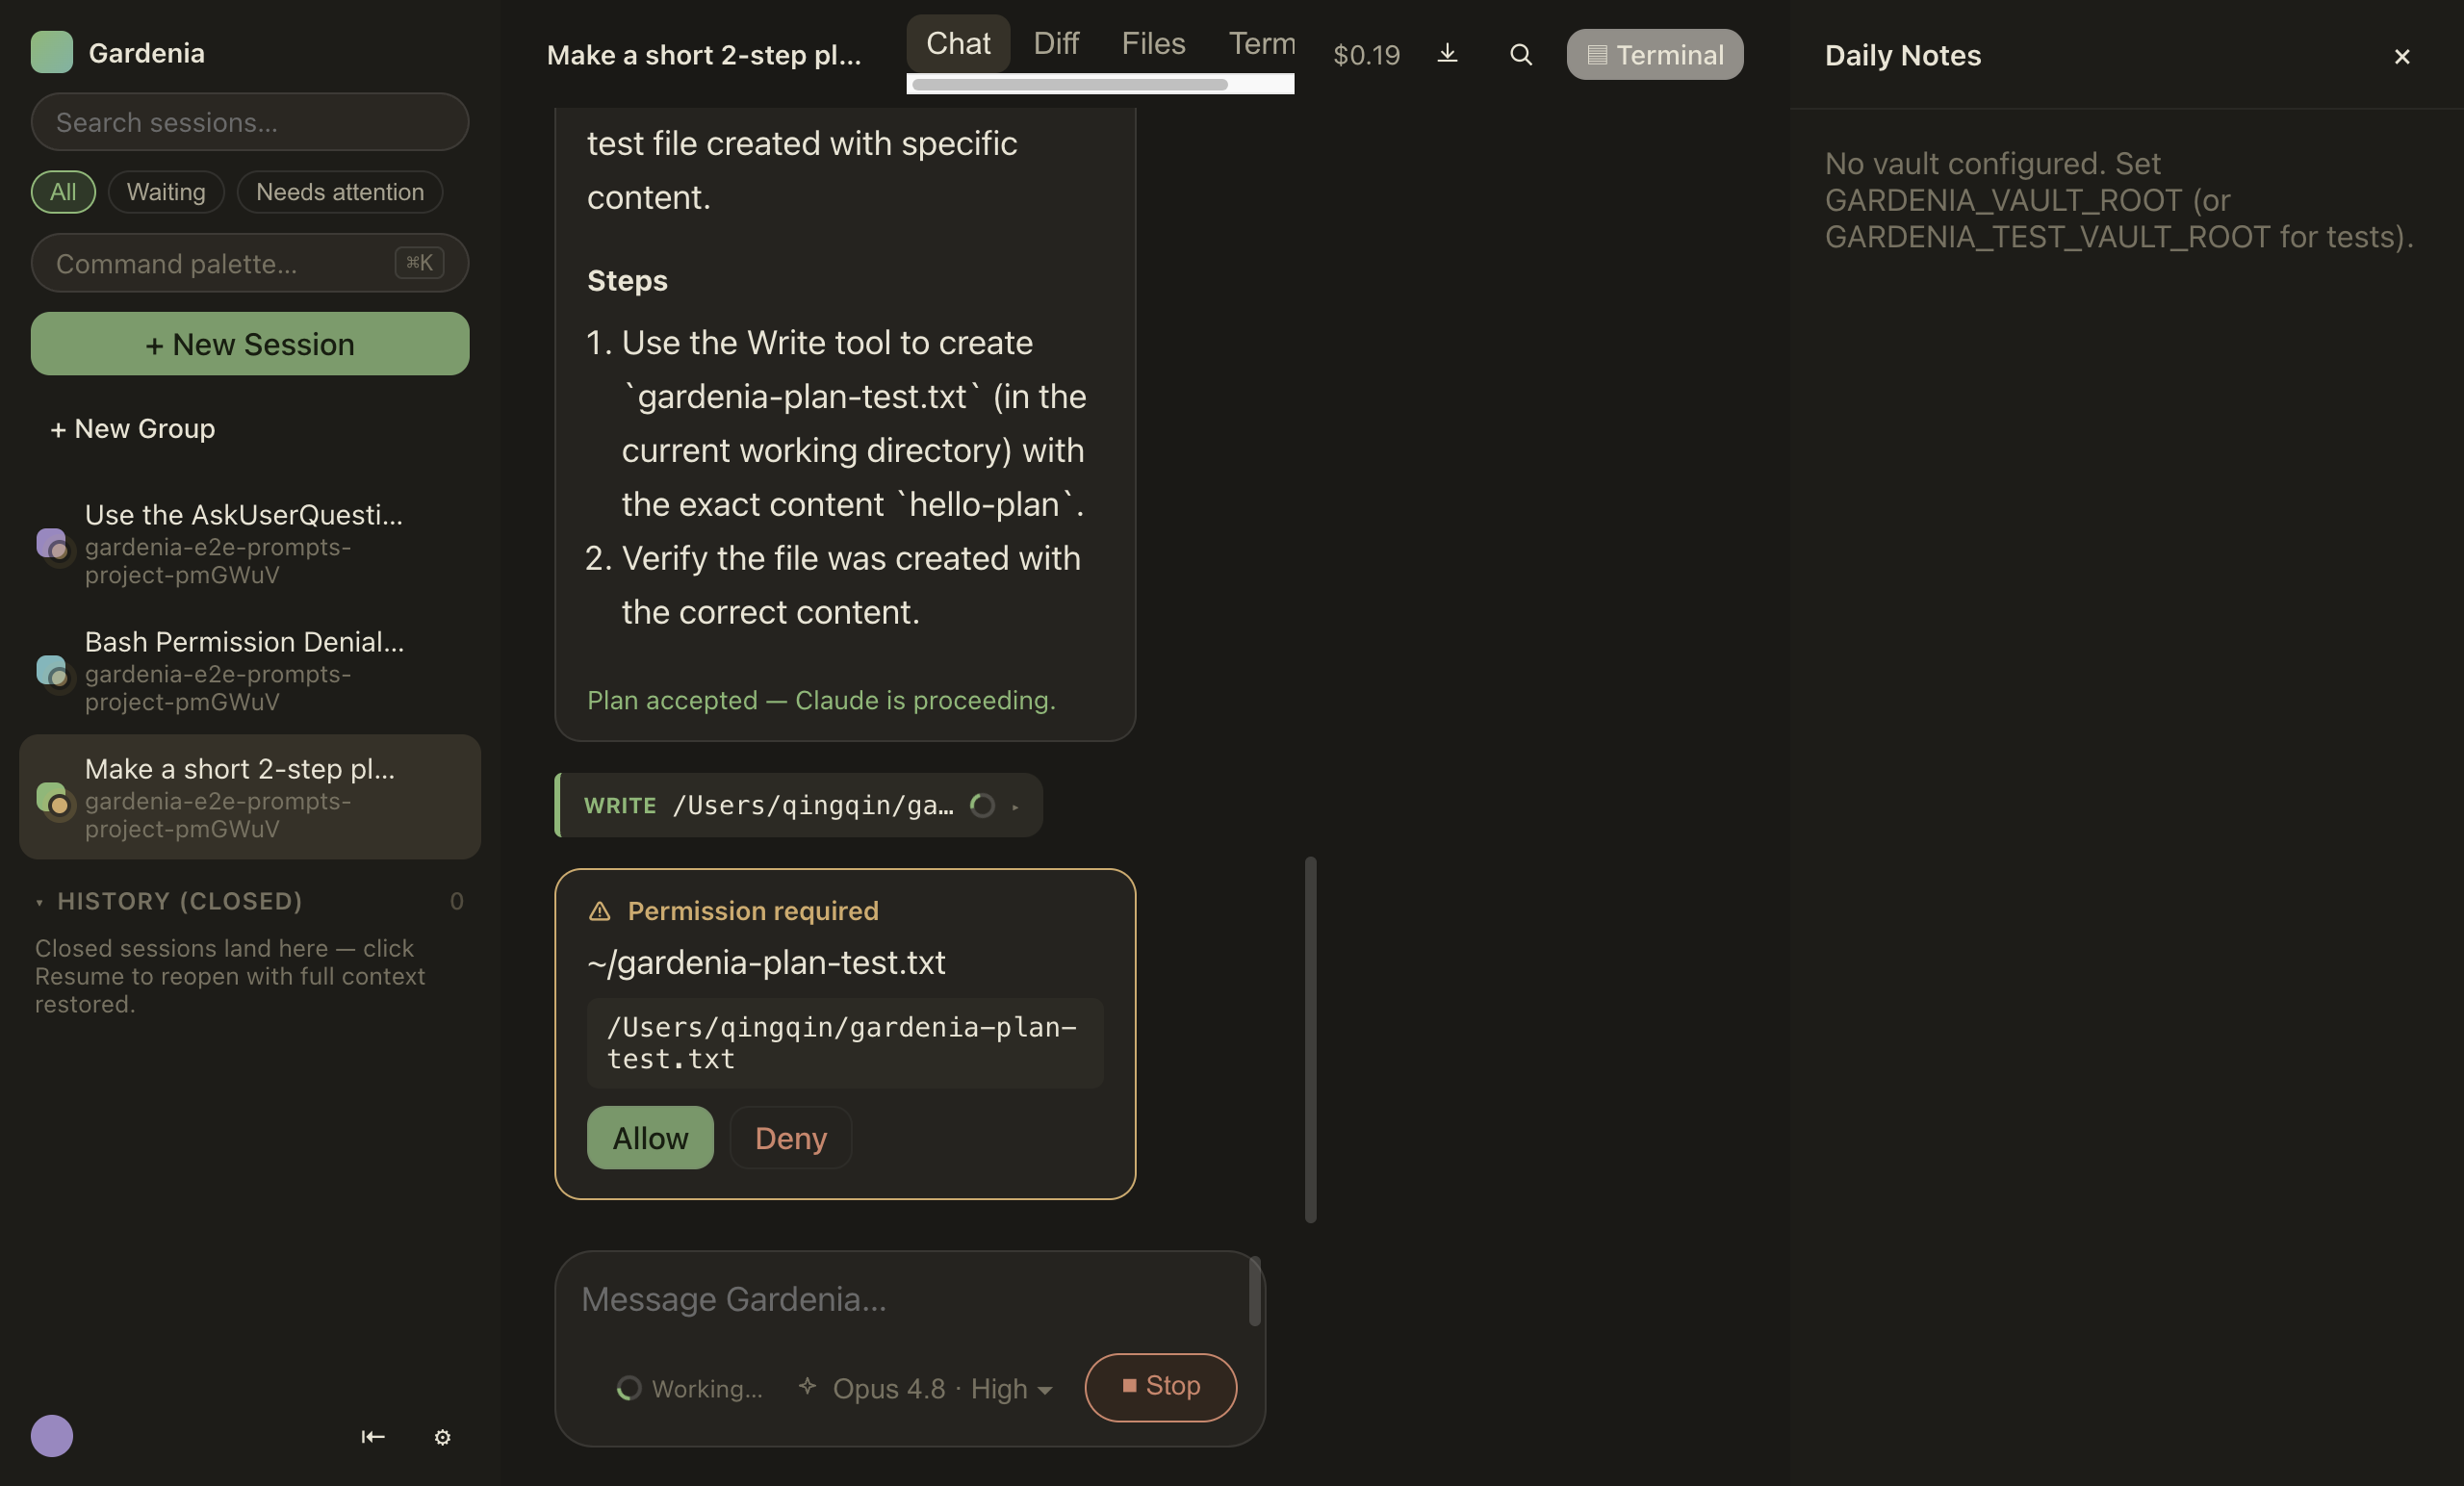 Gardenia
Search sessions...
All
Waiting
Needs attention
Command palette...
⌘K
+ New Session
+ New Group
Use the AskUserQuesti...
gardenia-e2e-prompts-
project-pmGWuV
Bash Permission Denial...
gardenia-e2e-prompts-
project-pmGWuV
Make a short 2-step pl...
gardenia-e2e-prompts-
project-pmGWuV
HISTORY (CLOSED)
0
Closed sessions land here — click
Resume to reopen with full context
restored.
Make a short 2-step pl...
Chat
Diff
Files
Term
$0.19
Terminal
test file created with specific
content.
Steps
1. Use the Write tool to create
`gardenia-plan-test.txt` (in the
current working directory) with
the exact content `hello-plan`.
2. Verify the file was created with
the correct content.
Plan accepted — Claude is proceeding.
WRITE /Users/qingqin/ga…
Permission required
~/gardenia-plan-test.txt
/Users/qingqin/gardenia-plan-
test.txt
Allow
Deny
Message Gardenia...
Working...
Opus 4.8 · High
Stop
Daily Notes
No vault configured. Set
GARDENIA_VAULT_ROOT (or
GARDENIA_TEST_VAULT_ROOT for tests).